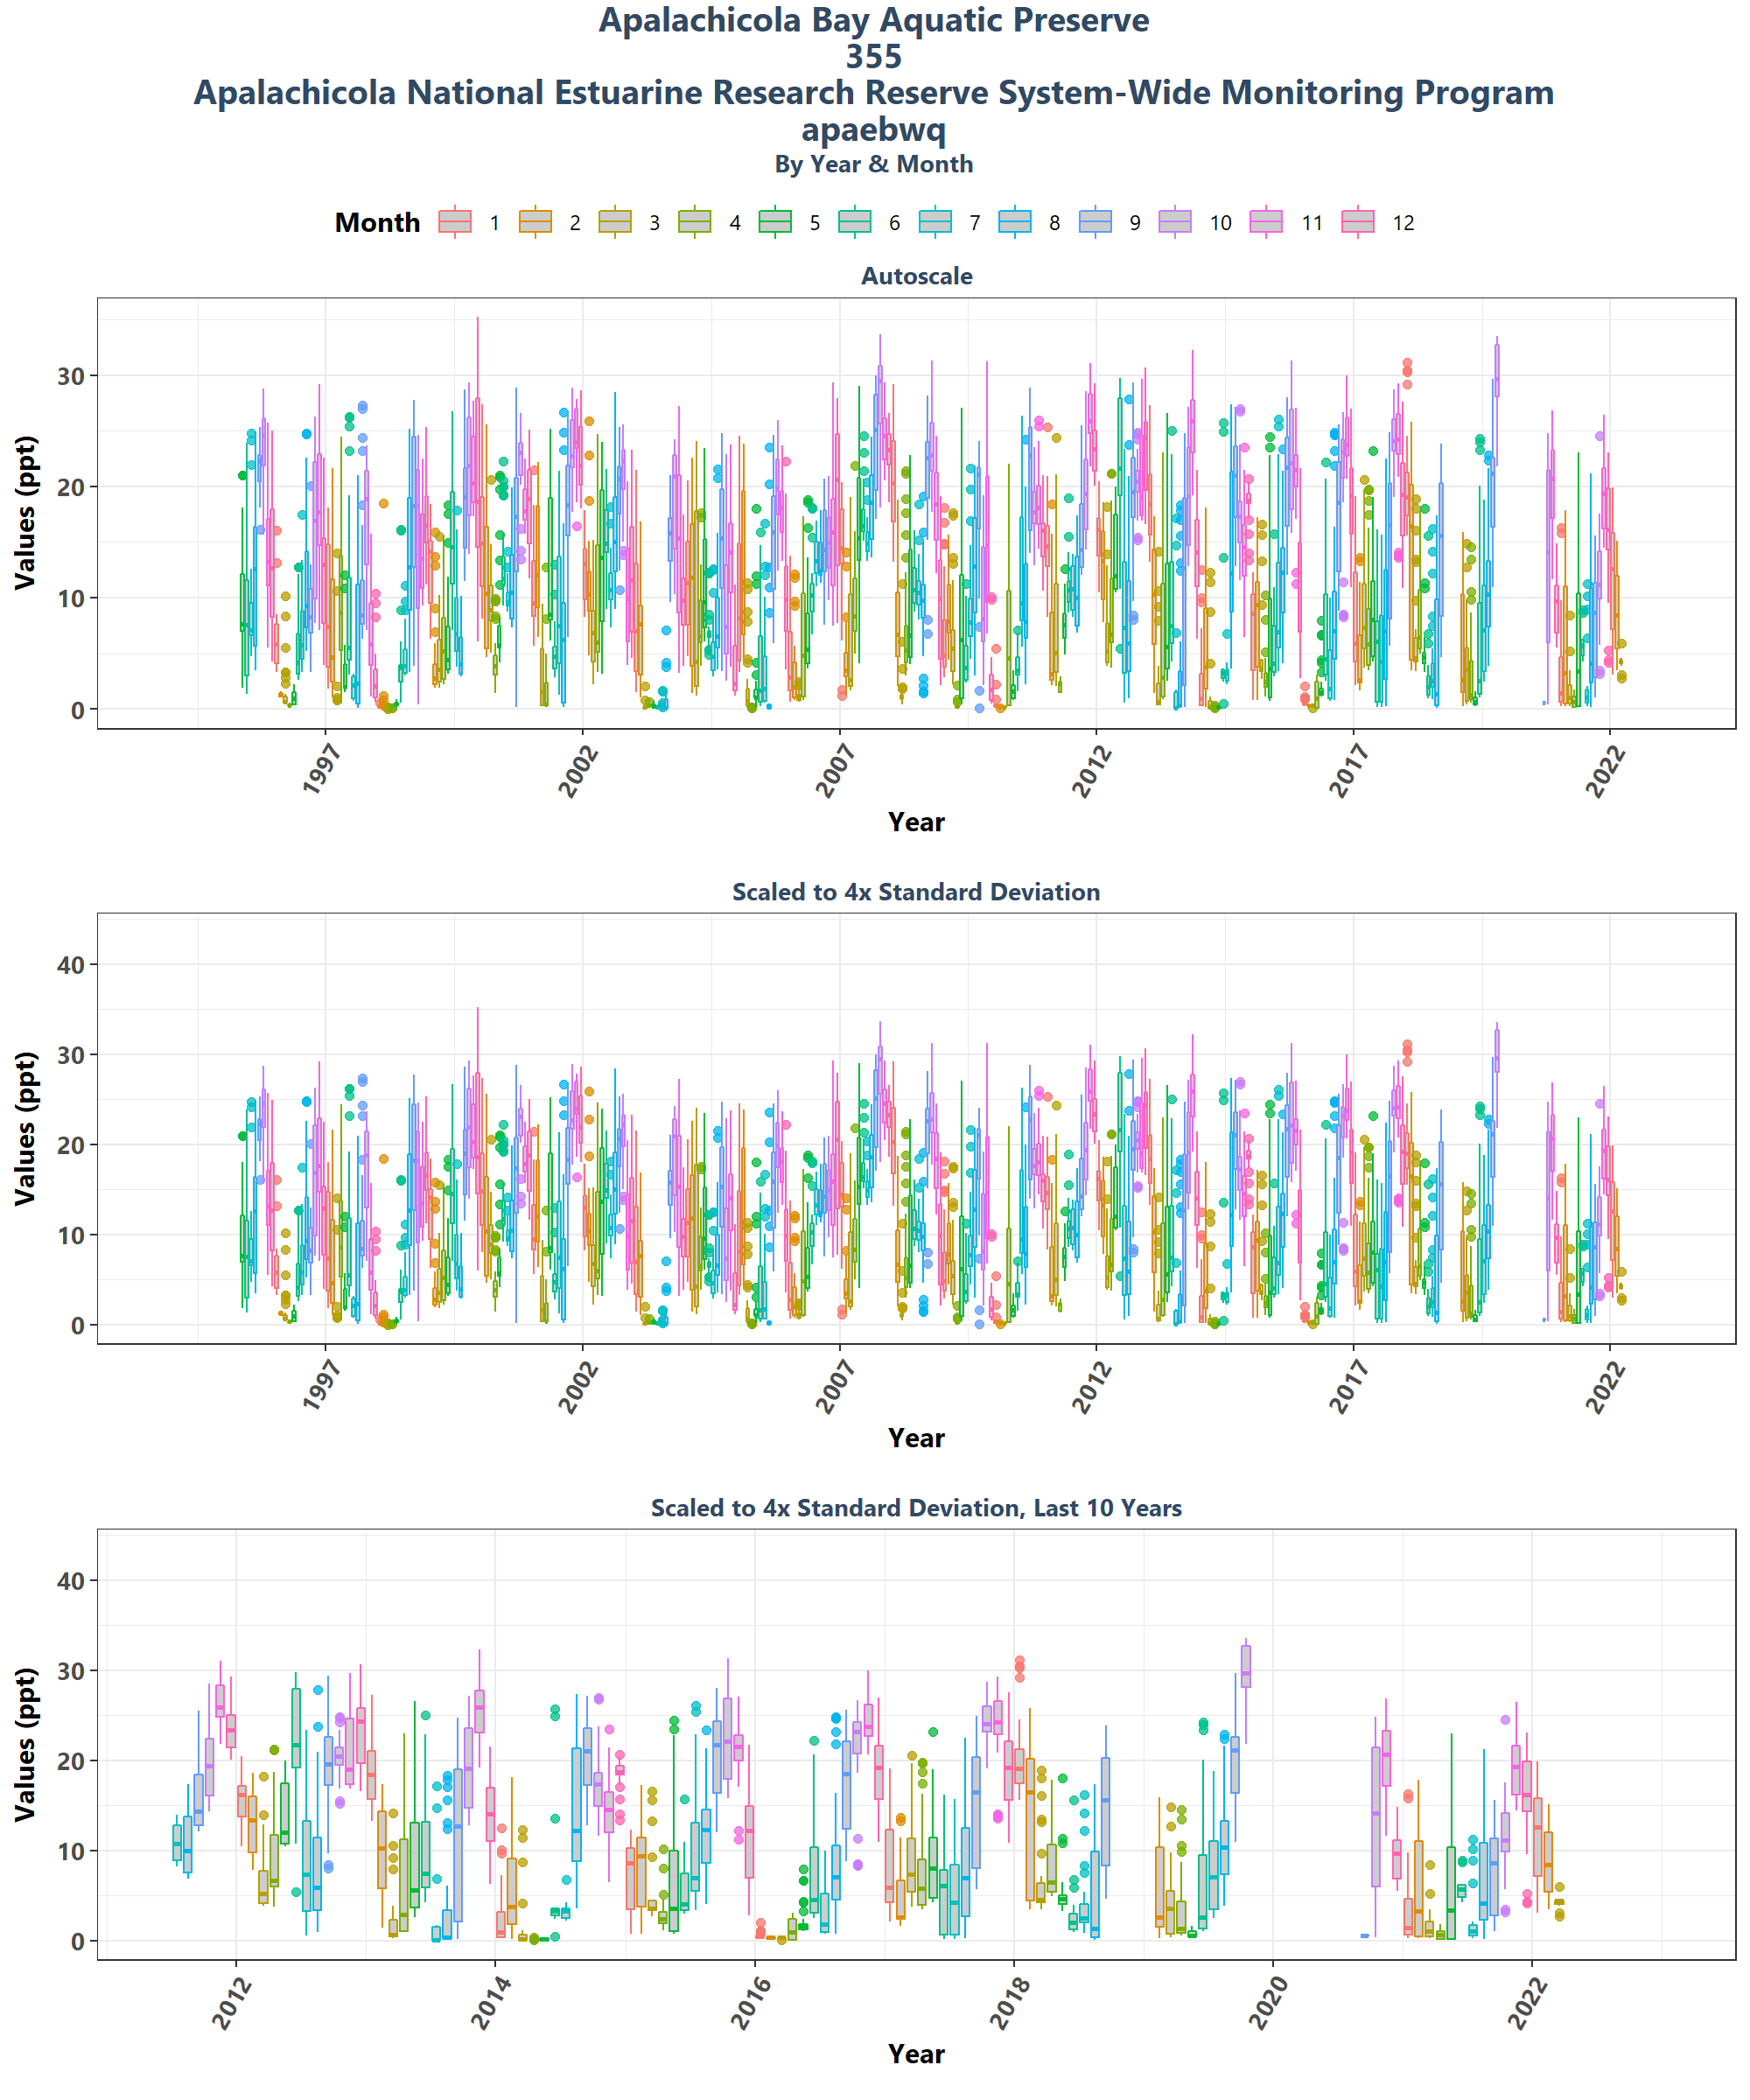 Apalachicola Bay Aquatic Preserve
355
Apalachicola National Estuarine Research Reserve System-Wide Monitoring Program
apaebwq
By Year & Month
Month 1 2 3 4 5 6 7 8 9 10 11 12
Autoscale
Values (ppt)
30
20
10
0
1997 2002 2007 2012 2017 2022
Year
Scaled to 4x Standard Deviation
Values (ppt)
40
30
20
10
0
1997 2002 2007 2012 2017 2022
Year
Scaled to 4x Standard Deviation, Last 10 Years
Values (ppt)
40
30
20
10
0
2012 2014 2016 2018 2020 2022
Year